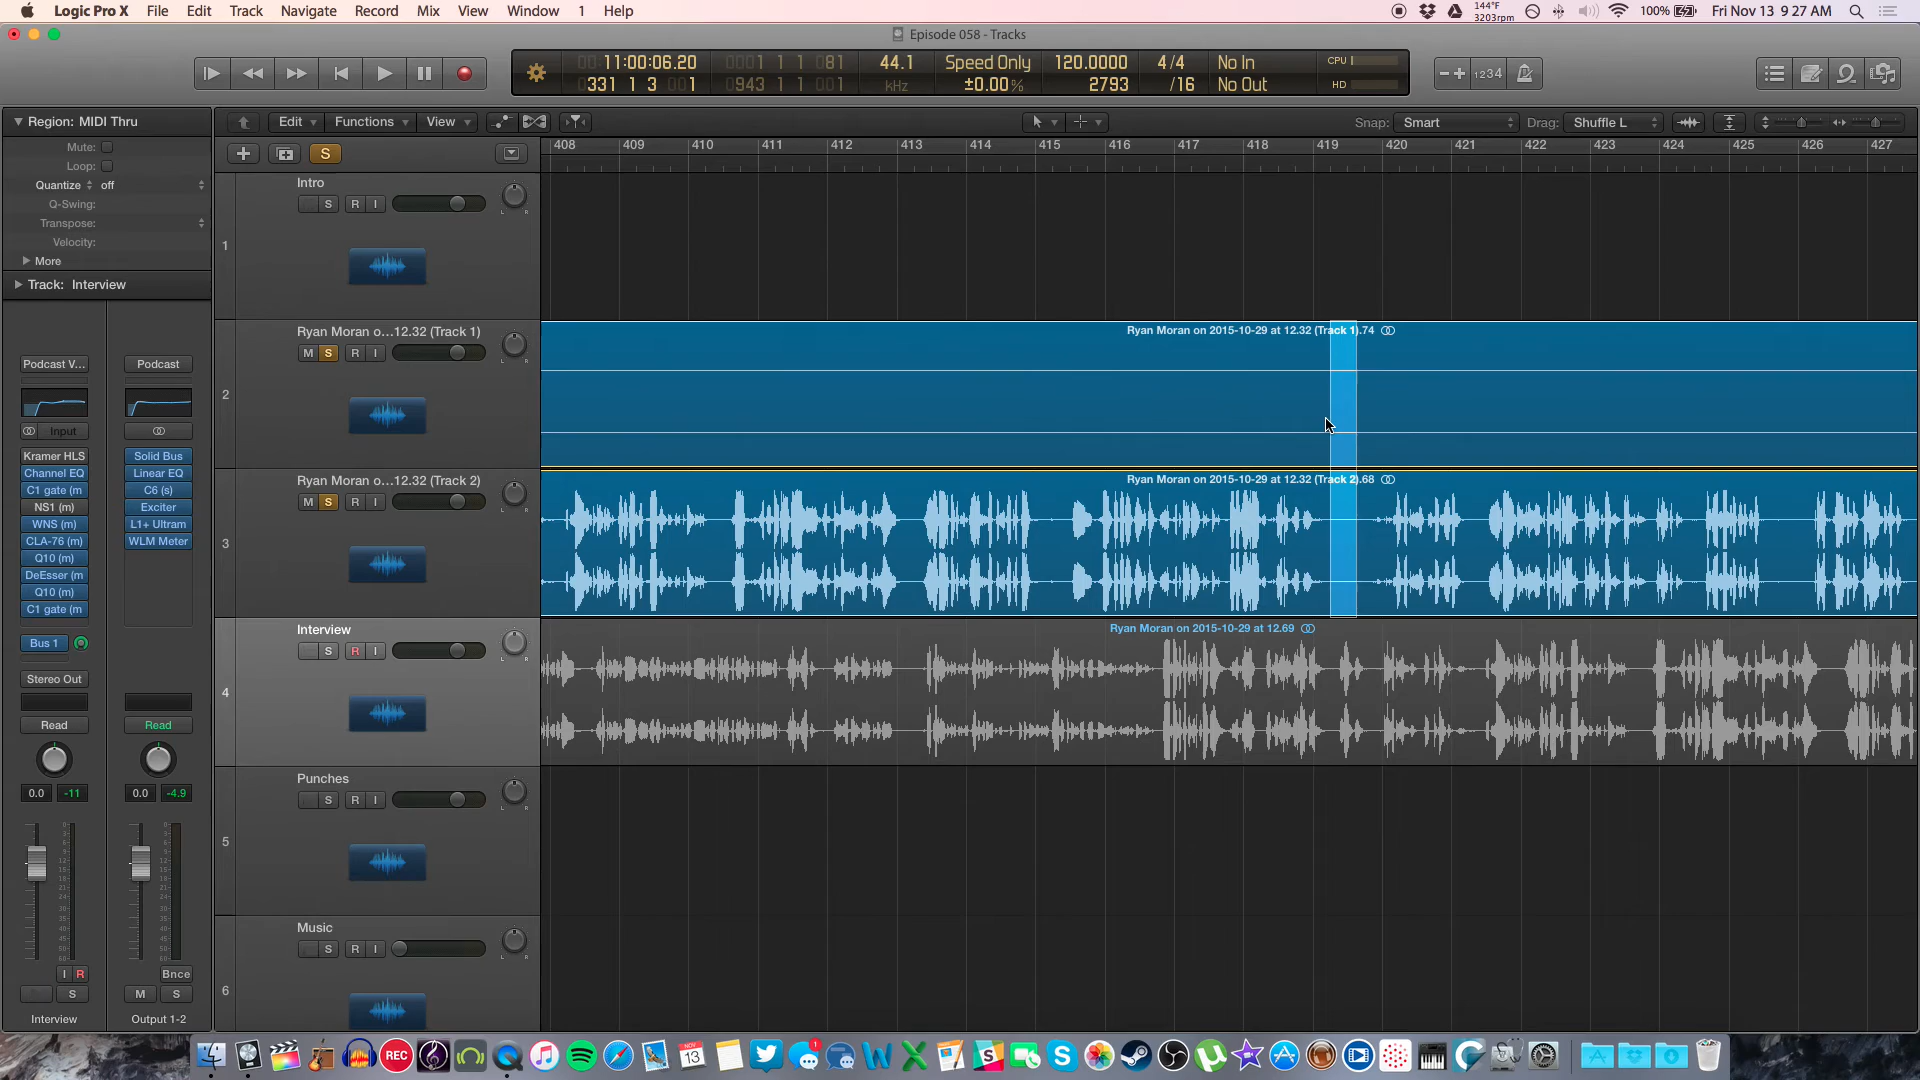 Logic Pro X File Edit Track Navigate Record Mix View Window 1 Help
144°F
3203rpm
100%
Fri Nov 13 9:27 AM
Episode 058 - Tracks
11:00:06.20
331 1 3 001
0001 1 1 081
943 1 1 001
44.1
kHz
Speed Only
±0.00%
120.0000
2793
4/4
/16
No In
No Out
CPU
HD
1234
Region: MIDI Thru
Mute:
Loop:
Quantize off
Q-Swing:
Transpose:
Velocity:
More
Track: Interview
Edit Functions View
Snap: Smart Drag: Shuffle L
S
408 409 410 411 412 413 414 415 416 417 418 419 420 421 422 423 424 425 426 427
1
Intro
S R I
L R
2
Ryan Moran o...12.32 (Track 1)
M S R I
L R
Ryan Moran on 2015-10-29 at 12.32 (Track 1).74
3
Ryan Moran o...12.32 (Track 2)
M S R I
L R
Ryan Moran on 2015-10-29 at 12.32 (Track 2).68
4
Interview
S R I
L R
Ryan Moran on 2015-10-29 at 12.69
5
Punches
S R I
L R
6
Music
S R I
L R
Podcast V...
Input
Kramer HLS
Channel EQ
C1 gate (m
NS1 (m)
WNS (m)
CLA-76 (m)
Q10 (m)
DeEsser (m
Q10 (m)
C1 gate (m
Bus 1
Stereo Out
Read
0.0 -11
I R
S
Interview
Podcast
Solid Bus
Linear EQ
C6 (s)
Exciter
L1+ Ultram
WLM Meter
Read
0.0 -4.9
Bnce
M S
Output 1-2
REC
NOV
13
1